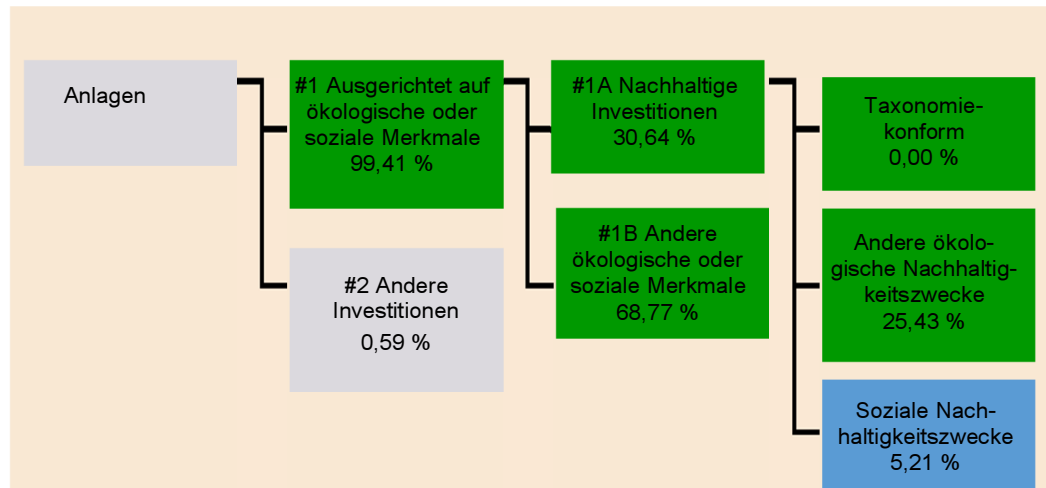 Anlagen
#1 Ausgerichtet auf
ökologische oder
soziale Merkmale
99,41 %
#2 Andere
Investitionen
0,59 %
#1A Nachhaltige
Investitionen
30,64 %
#1B Andere
ökologische oder
soziale Merkmale
68,77 %
Taxonomie-
konform
0,00 %
Andere ökolo-
gische Nachhaltig-
keitszwecke
25,43 %
Soziale Nach-
haltigkeitszwecke
5,21 %